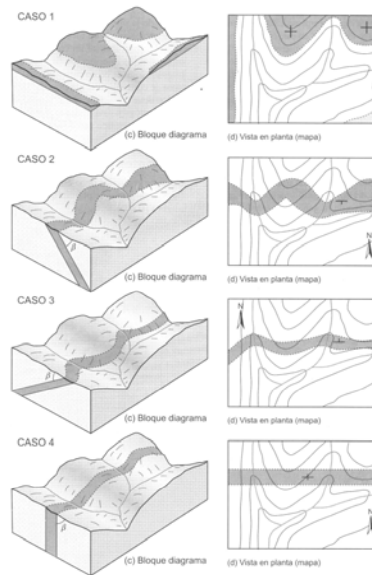 CASO 1
(c) Bloque diagrama
(d) Vista en planta (mapa)
CASO 2
β
(c) Bloque diagrama
N
(d) Vista en planta (mapa)
CASO 3
β
(c) Bloque diagrama
N
(d) Vista en planta (mapa)
CASO 4
β
(c) Bloque diagrama
N
(d) Vista en planta (mapa)